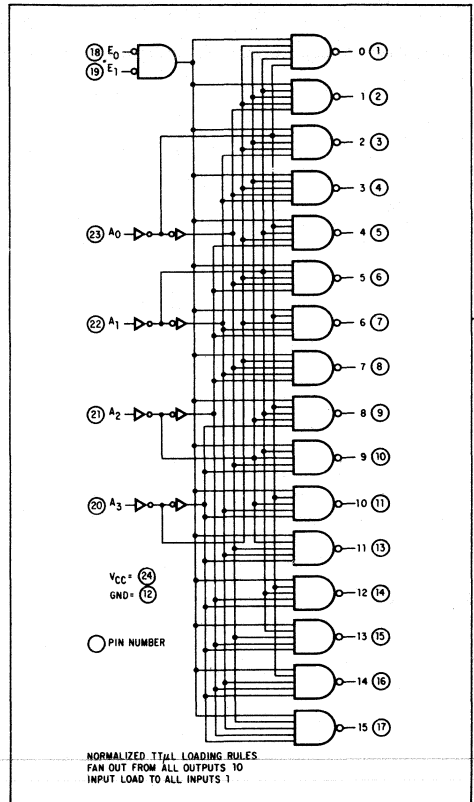 18 E0
19 E1
0 1
1 2
2 3
3 4
23 A0
4 5
5 6
22 A1
6 7
7 8
21 A2
8 9
9 10
20 A3
10 11
11 13
VCC = 24
GND = 12
12 14
PIN NUMBER
13 15
14 16
15 17
NORMALIZED TTμL LOADING RULES
FAN OUT FROM ALL OUTPUTS 10
INPUT LOAD TO ALL INPUTS 1